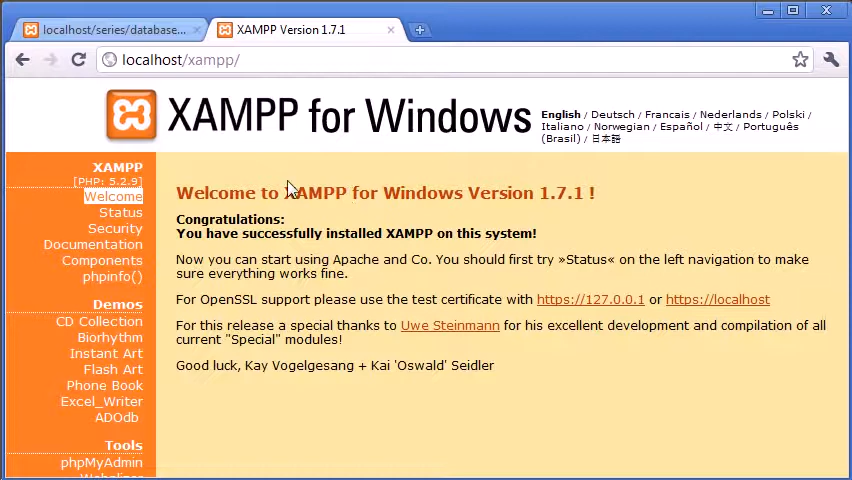 localhost/series/database...
XAMPP Version 1.7.1
localhost/xampp/
XAMPP for Windows
English / Deutsch / Francais / Nederlands / Polski /
Italiano / Norwegian / Español / 中文 / Português
(Brasil) / 日本語
XAMPP
[PHP: 5.2.9]
Welcome
Status
Security
Documentation
Components
phpinfo()
Demos
CD Collection
Biorhythm
Instant Art
Flash Art
Phone Book
Excel_Writer
ADOdb
Tools
phpMyAdmin
Welcome to XAMPP for Windows Version 1.7.1 !
Congratulations:
You have successfully installed XAMPP on this system!
Now you can start using Apache and Co. You should first try »Status« on the left navigation to make
sure everything works fine.
For OpenSSL support please use the test certificate with https://127.0.0.1 or https://localhost
For this release a special thanks to Uwe Steinmann for his excellent development and compilation of all
current "Special" modules!
Good luck, Kay Vogelgesang + Kai 'Oswald' Seidler